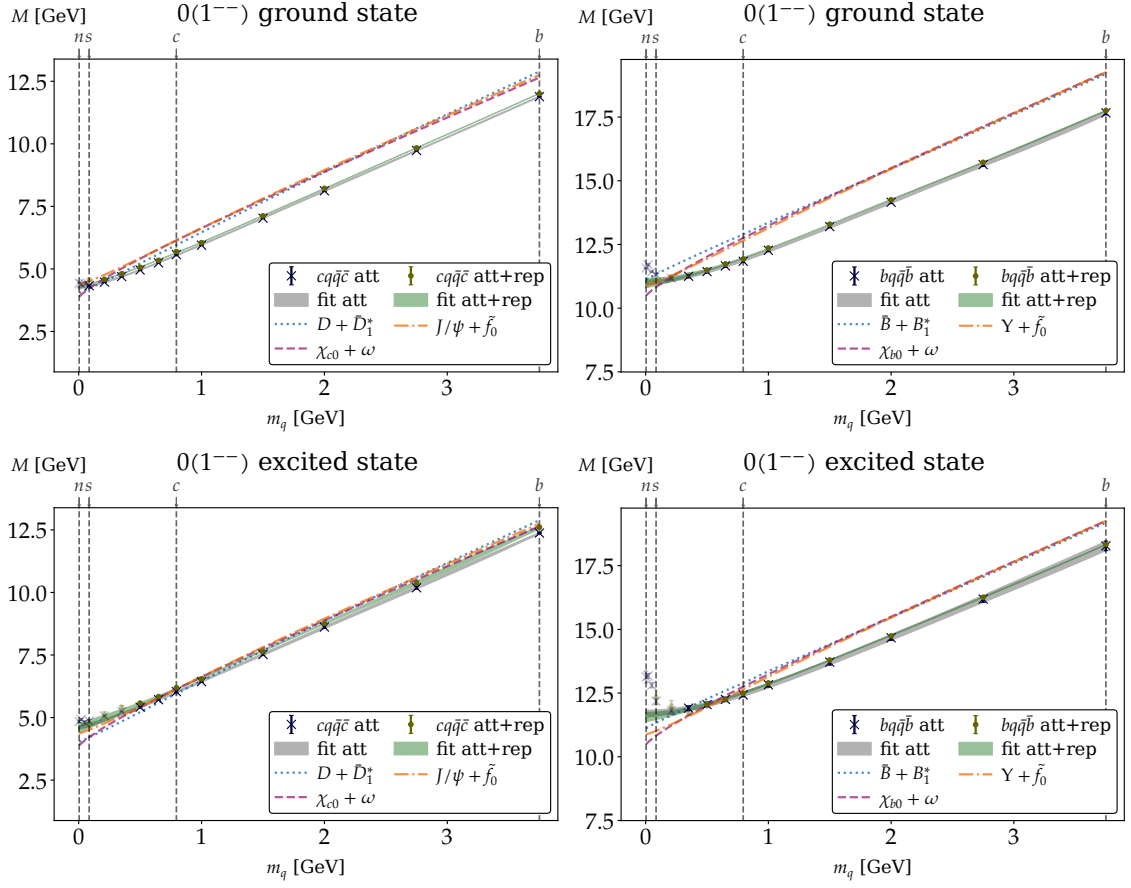 M [GeV] 0(1⁻⁻) ground state
n s c b
12.5
10.0
7.5
5.0
2.5
cqq̄c̄ att cqq̄c̄ att+rep
fit att fit att+rep
D + D̄₁* J/ψ + f̃₀
χc0 + ω
0 1 2 3
m_q [GeV]
M [GeV] 0(1⁻⁻) ground state
n s c b
17.5
15.0
12.5
10.0
7.5
bqq̄b̄ att bqq̄b̄ att+rep
fit att fit att+rep
B̄ + B₁* Υ + f̃₀
χb0 + ω
0 1 2 3
m_q [GeV]
M [GeV] 0(1⁻⁻) excited state
n s c b
12.5
10.0
7.5
5.0
2.5
cqq̄c̄ att cqq̄c̄ att+rep
fit att fit att+rep
D + D̄₁* J/ψ + f̃₀
χc0 + ω
0 1 2 3
m_q [GeV]
M [GeV] 0(1⁻⁻) excited state
n s c b
17.5
15.0
12.5
10.0
7.5
bqq̄b̄ att bqq̄b̄ att+rep
fit att fit att+rep
B̄ + B₁* Υ + f̃₀
χb0 + ω
0 1 2 3
m_q [GeV]